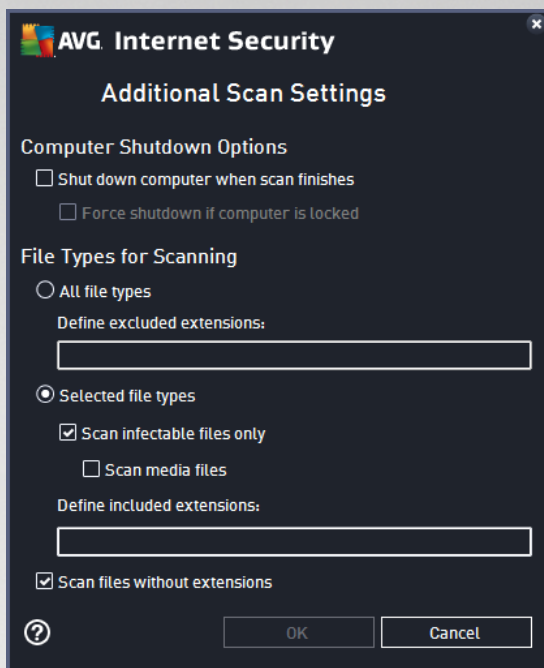 AVG. Internet Security
Additional Scan Settings
Computer Shutdown Options
Shut down computer when scan finishes
Force shutdown if computer is locked
File Types for Scanning
All file types
Define excluded extensions:
Selected file types
Scan infectable files only
Scan media files
Define included extensions:
Scan files without extensions
? OK Cancel